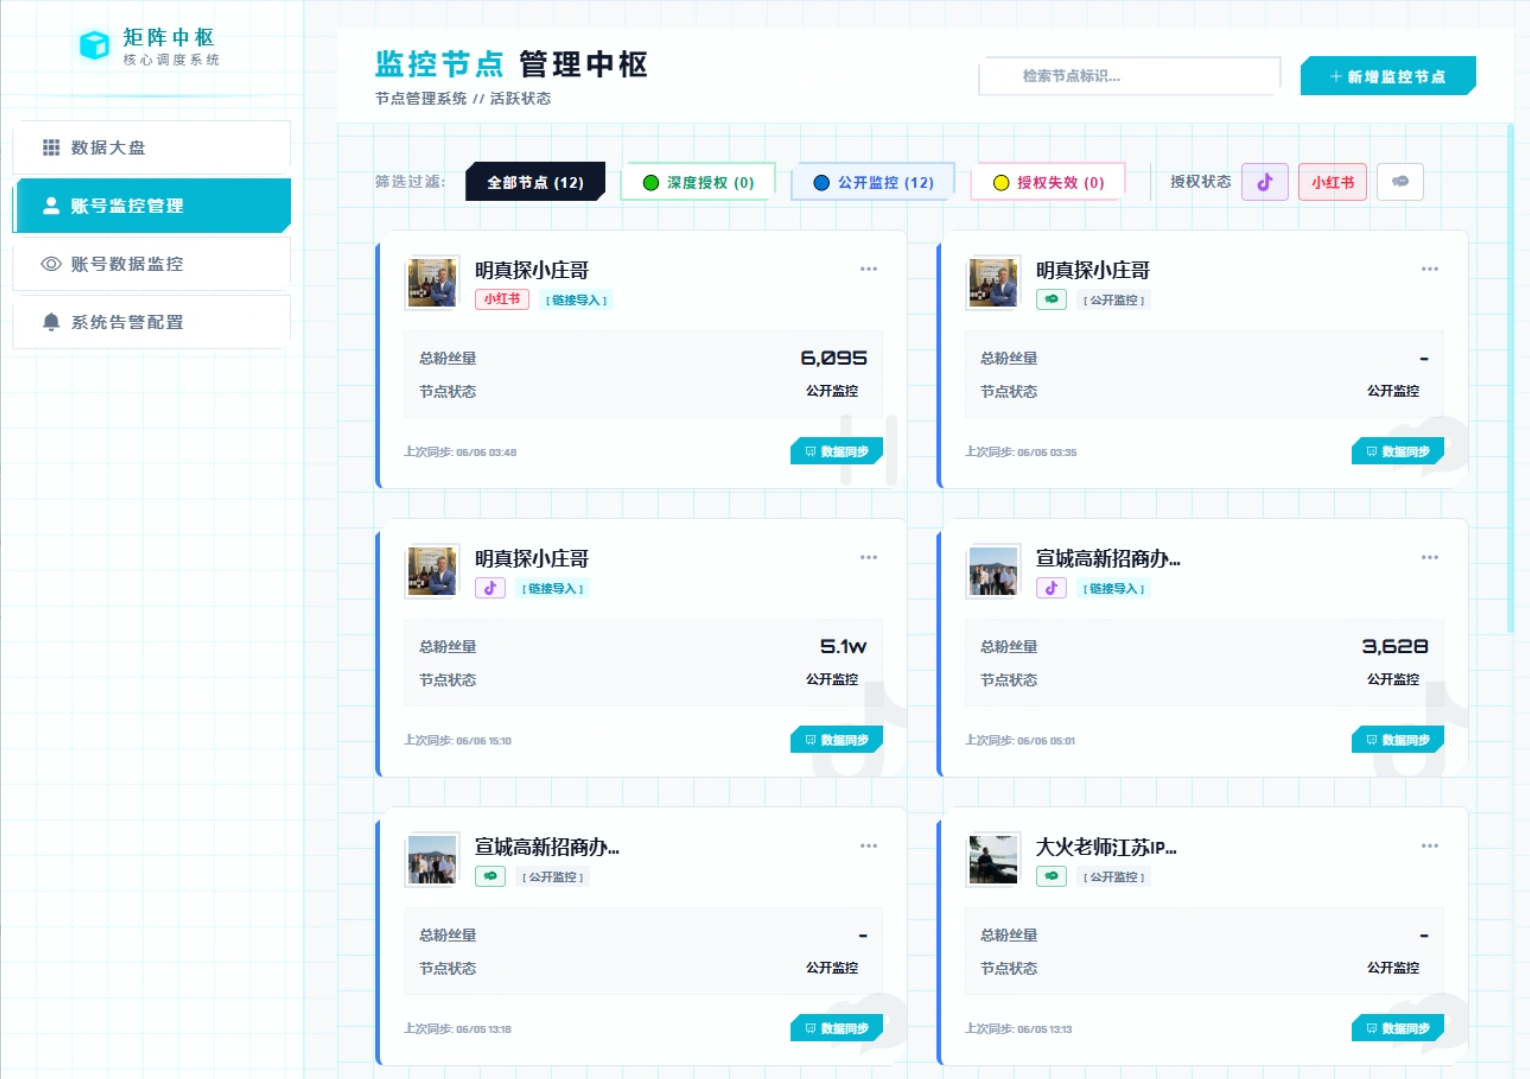 矩阵中枢
核心调度系统
数据大盘
账号监控管理
账号数据监控
系统告警配置
监控节点 管理中枢
节点管理系统 // 活跃状态
检索节点标识...
+ 新增监控节点
筛选过滤:
全部节点 (12)
深度授权 (0)
公开监控 (12)
授权失效 (0)
授权状态
小红书
明真探小庄哥
小红书 [ 链接导入 ]
总粉丝量 6,095
节点状态 公开监控
上次同步: 06/06 03:48
数据同步
明真探小庄哥
[ 公开监控 ]
总粉丝量 -
节点状态 公开监控
上次同步: 06/06 03:35
数据同步
明真探小庄哥
[ 链接导入 ]
总粉丝量 5.1w
节点状态 公开监控
上次同步: 06/06 15:10
数据同步
宣城高新招商办...
[ 链接导入 ]
总粉丝量 3,628
节点状态 公开监控
上次同步: 06/06 05:01
数据同步
宣城高新招商办...
[ 公开监控 ]
总粉丝量 -
节点状态 公开监控
上次同步: 06/05 13:18
数据同步
大火老师江苏IP...
[ 公开监控 ]
总粉丝量 -
节点状态 公开监控
上次同步: 06/05 13:13
数据同步